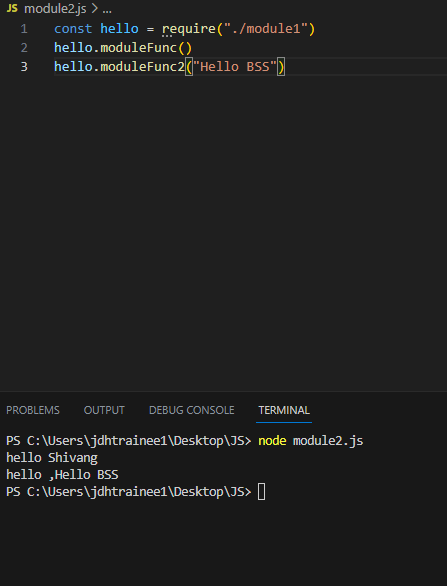 JS module2.js > ...
1 const hello = require("./module1")
2 hello.moduleFunc()
3 hello.moduleFunc2("Hello BSS")
PROBLEMS OUTPUT DEBUG CONSOLE TERMINAL
PS C:\Users\jdhtrainee1\Desktop\JS> node module2.js
hello Shivang
hello ,Hello BSS
PS C:\Users\jdhtrainee1\Desktop\JS>